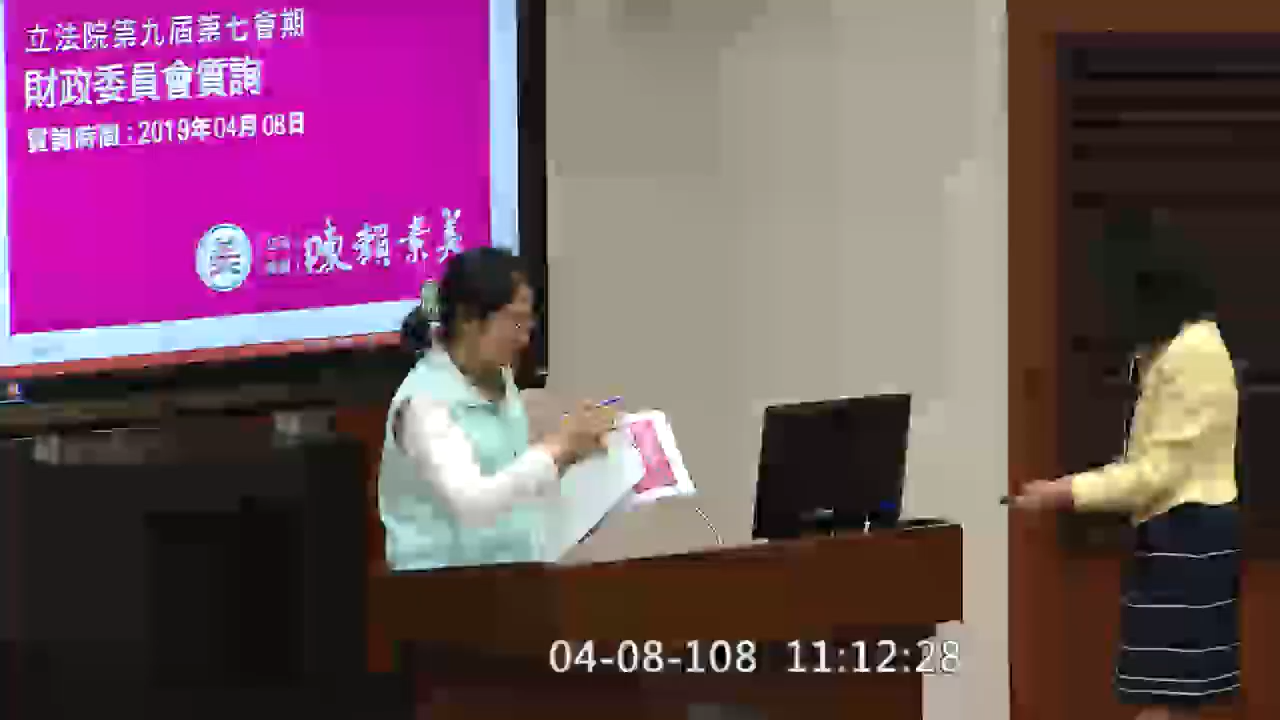 立法院第九屆第七會期
財政委員會質詢
質詢時間：2019年04月08日
陳賴素美
04-08-108 11:12:28